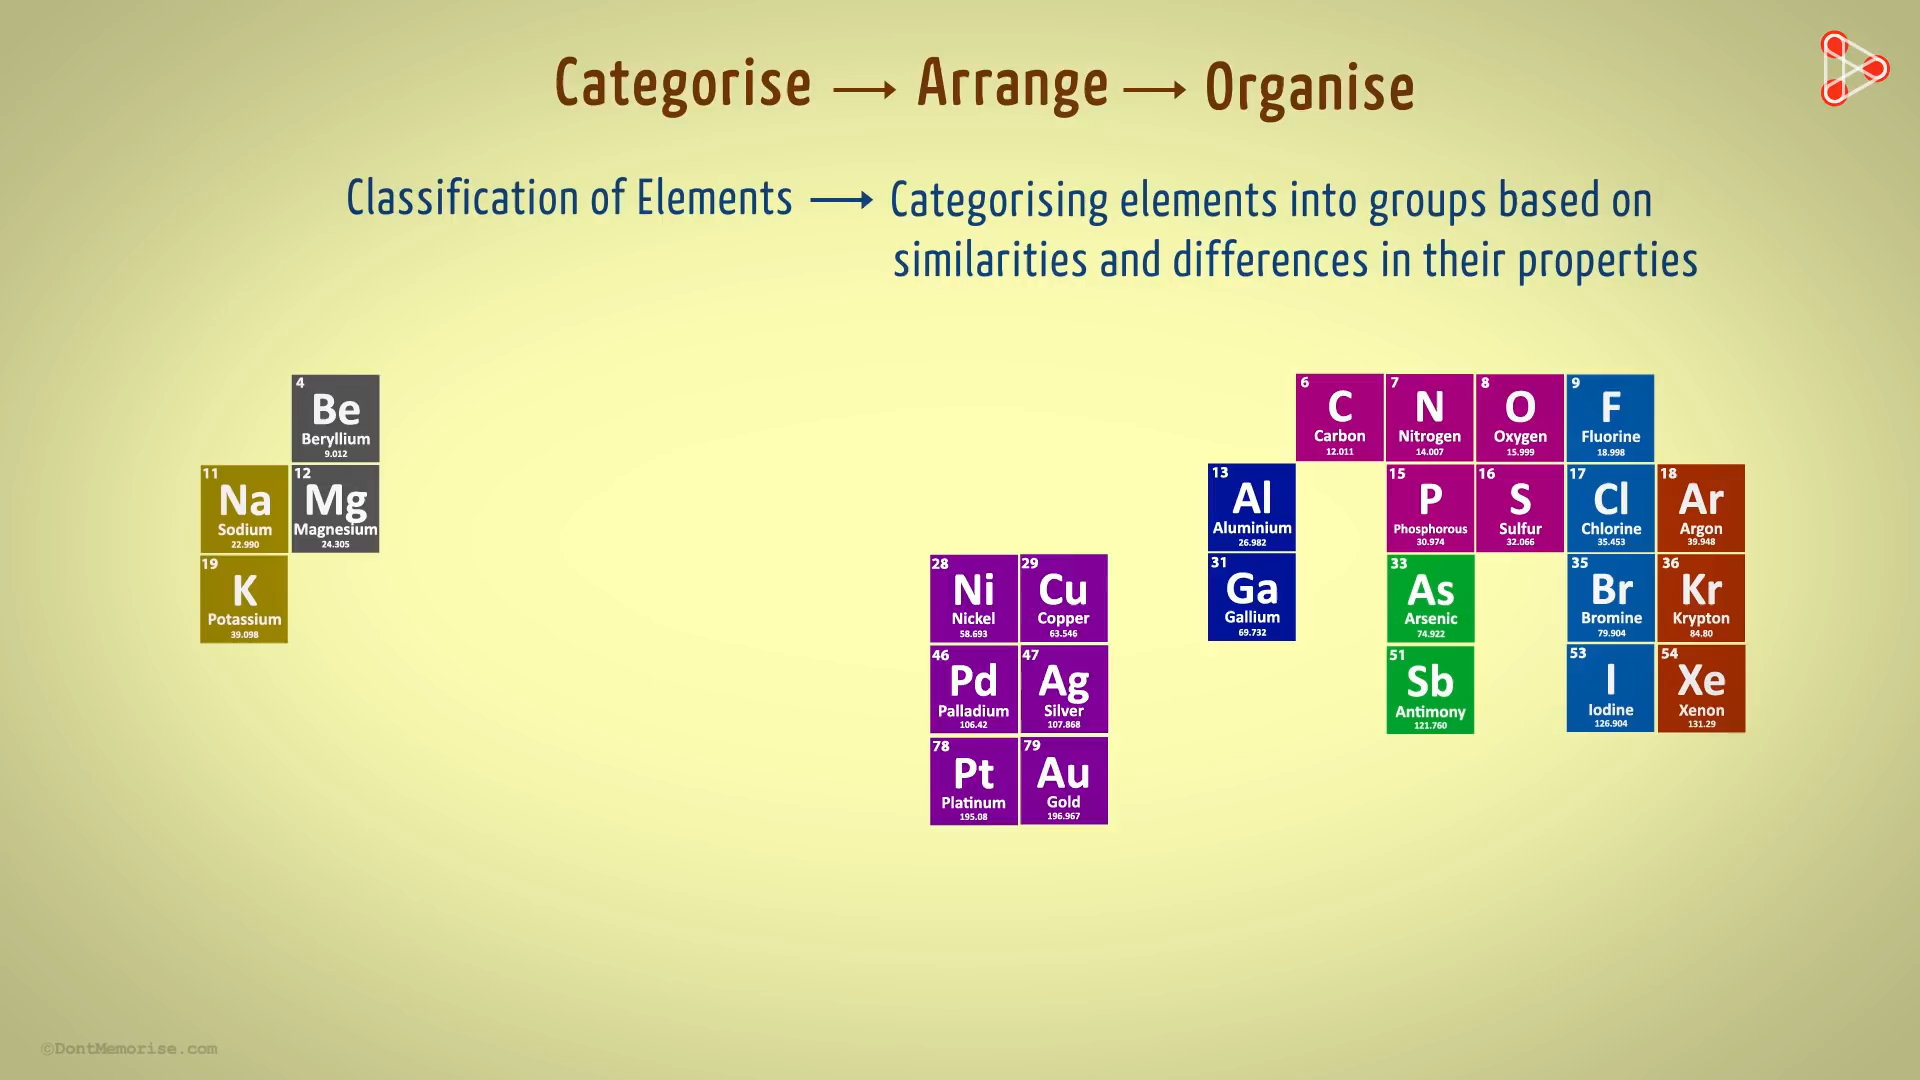 Categorise → Arrange → Organise
Classification of Elements → Categorising elements into groups based on
similarities and differences in their properties
4
Be
Beryllium
9.012
6
C
Carbon
12.011
7
N
Nitrogen
14.007
8
O
Oxygen
15.999
9
F
Fluorine
18.998
11
Na
Sodium
22.990
12
Mg
Magnesium
24.305
13
Al
Aluminium
26.982
15
P
Phosphorous
30.974
16
S
Sulfur
32.066
17
Cl
Chlorine
35.453
18
Ar
Argon
39.948
19
K
Potassium
39.098
28
Ni
Nickel
58.693
29
Cu
Copper
63.546
31
Ga
Gallium
69.732
33
As
Arsenic
74.922
35
Br
Bromine
79.904
36
Kr
Krypton
84.80
46
Pd
Palladium
106.42
47
Ag
Silver
107.868
51
Sb
Antimony
121.760
53
I
Iodine
126.904
54
Xe
Xenon
131.29
78
Pt
Platinum
195.08
79
Au
Gold
196.967
©DontMemorise.com